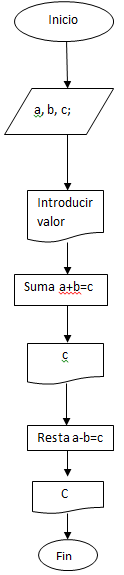 Inicio
a, b, c;
Introducir
valor
Suma a+b=c
c
Resta a-b=c
C
Fin